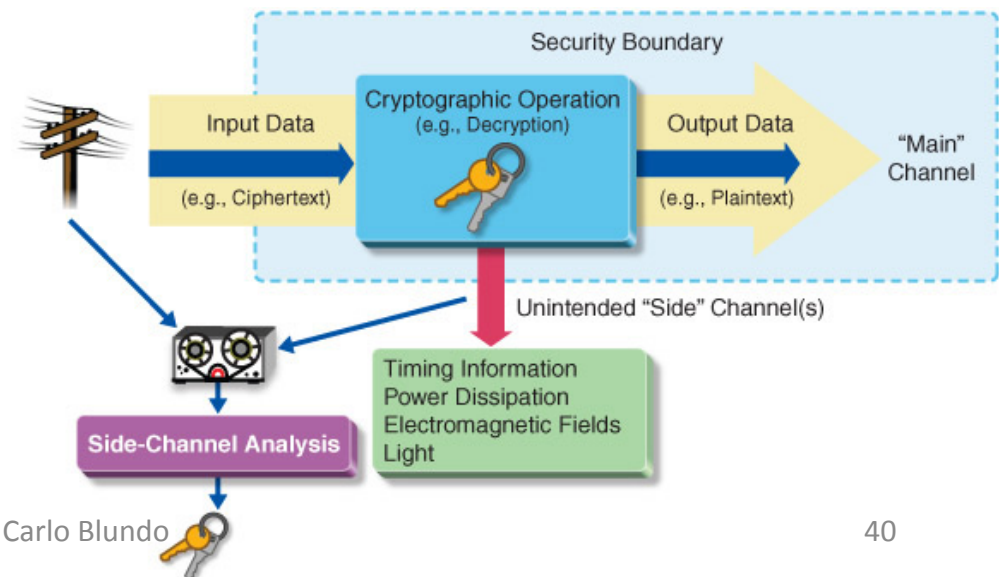 Security Boundary
Cryptographic Operation
(e.g., Decryption)
Input Data
(e.g., Ciphertext)
Output Data
(e.g., Plaintext)
“Main”
Channel
Unintended “Side” Channel(s)
Timing Information
Power Dissipation
Electromagnetic Fields
Light
Side-Channel Analysis
Carlo Blundo
40